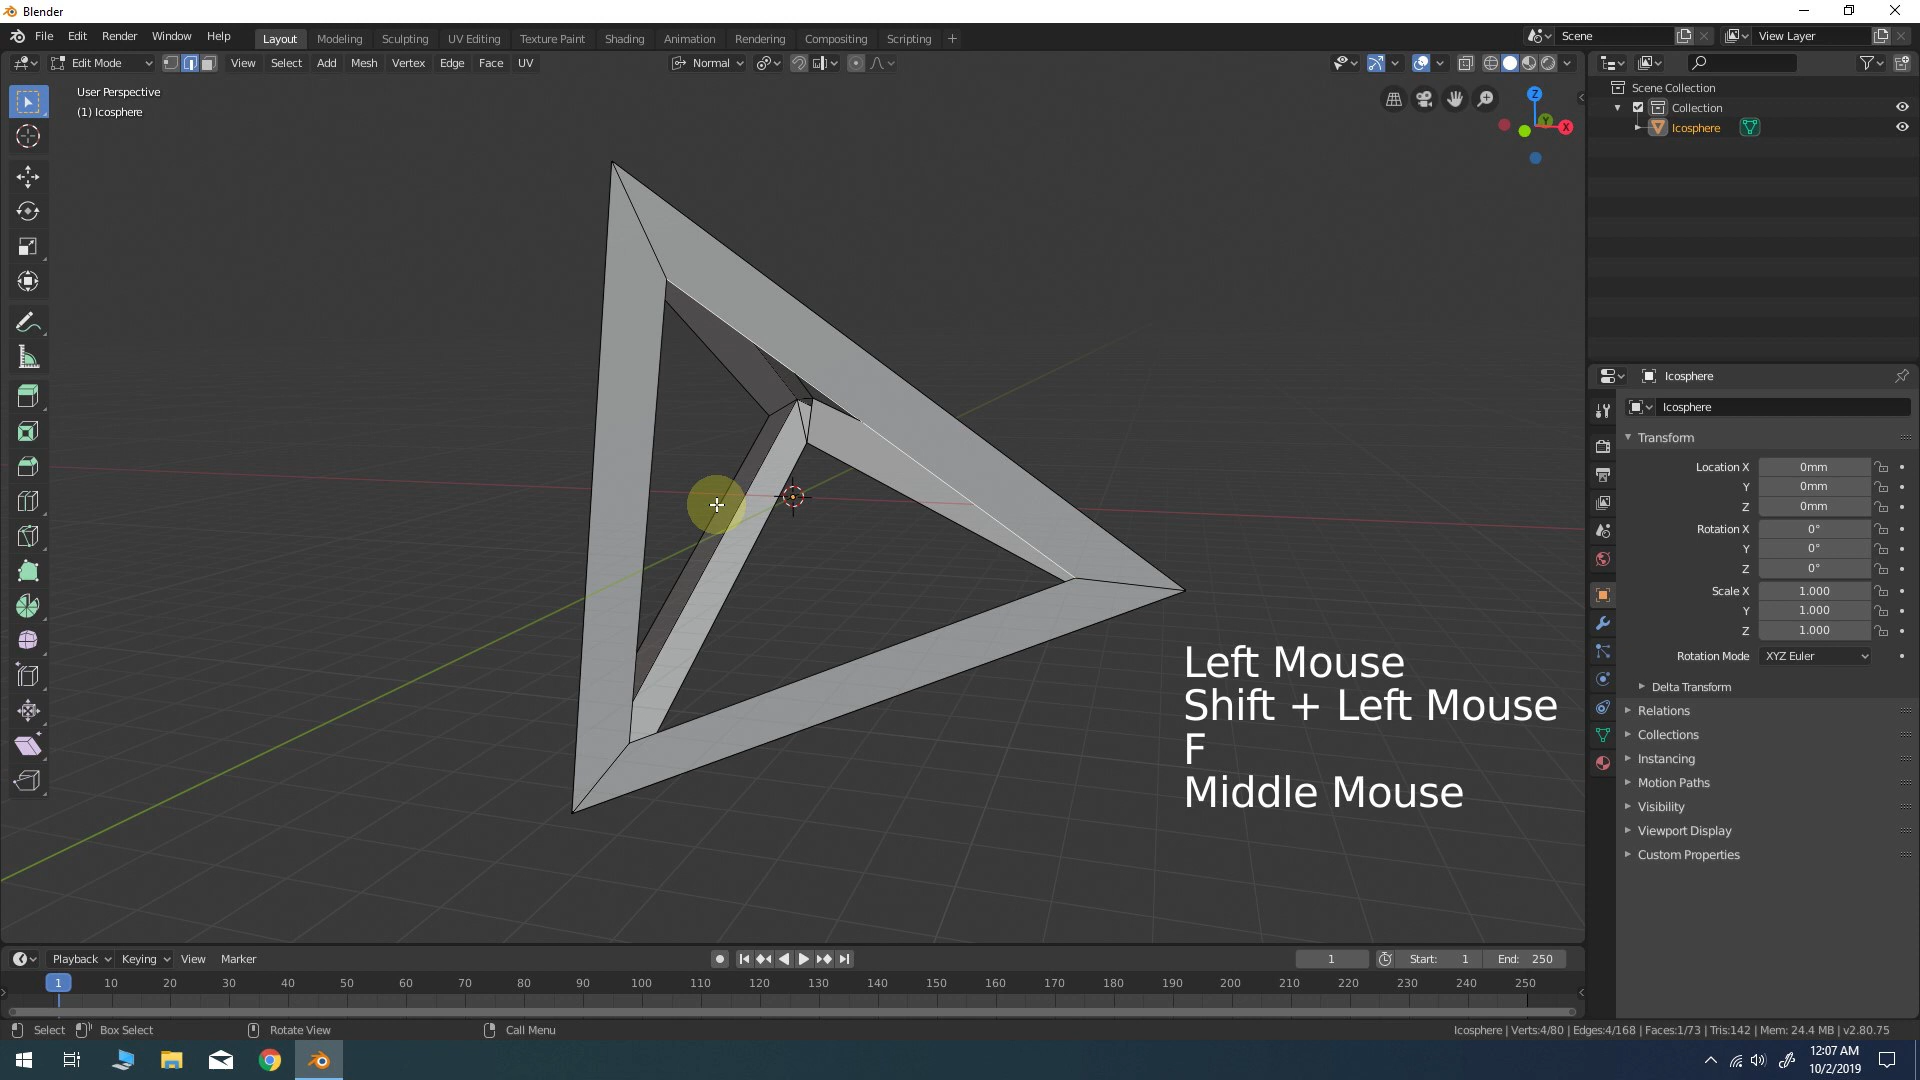 Blender
File Edit Render Window Help Layout Modeling Sculpting UV Editing Texture Paint Shading Animation Rendering Compositing Scripting + Scene View Layer
Edit Mode View Select Add Mesh Vertex Edge Face UV Normal
User Perspective
(1) Icosphere
Z
Y
X
Scene Collection
Collection
Icosphere
Icosphere
Icosphere
Transform
Location X 0mm
Y 0mm
Z 0mm
Rotation X 0°
Y 0°
Z 0°
Scale X 1.000
Y 1.000
Z 1.000
Rotation Mode XYZ Euler
Delta Transform
Relations
Collections
Instancing
Motion Paths
Visibility
Viewport Display
Custom Properties
Left Mouse
Shift + Left Mouse
F
Middle Mouse
Playback Keying View Marker 1 Start: 1 End: 250
1 10 20 30 40 50 60 70 80 90 100 110 120 130 140 150 160 170 180 190 200 210 220 230 240 250
Select Box Select Rotate View Call Menu Icosphere | Verts:4/80 | Edges:4/168 | Faces:1/73 | Tris:142 | Mem: 24.4 MB | v2.80.75
12:07 AM
10/2/2019